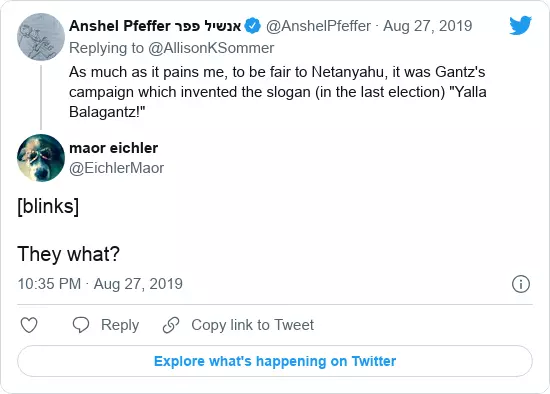 Anshel Pfeffer אנשיל פפר @AnshelPfeffer · Aug 27, 2019
Replying to @AllisonKSommer
As much as it pains me, to be fair to Netanyahu, it was Gantz's
campaign which invented the slogan (in the last election) "Yalla
Balagantz!"
maor eichler
@EichlerMaor
[blinks]
They what?
10:35 PM · Aug 27, 2019
Reply Copy link to Tweet
Explore what's happening on Twitter